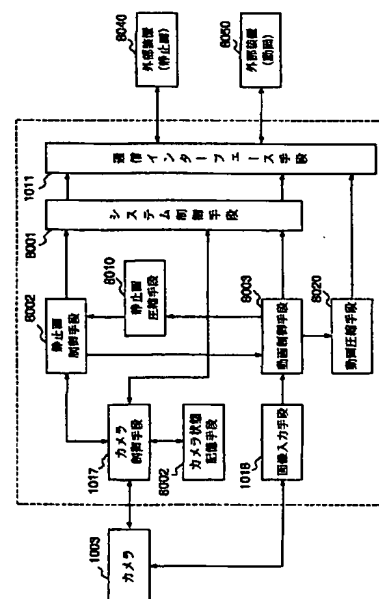 8040
外部装置
(静止画)
8050
外部装置
(動画)
1011
通信インターフェース手段
8001
システム制御手段
8002
静止画
制御手段
8010
静止画
圧縮手段
8003
動画制御手段
8020
動画圧縮手段
1017
カメラ
制御手段
8002
カメラ状態
記憶手段
1018
画像入力手段
1003
カメラ